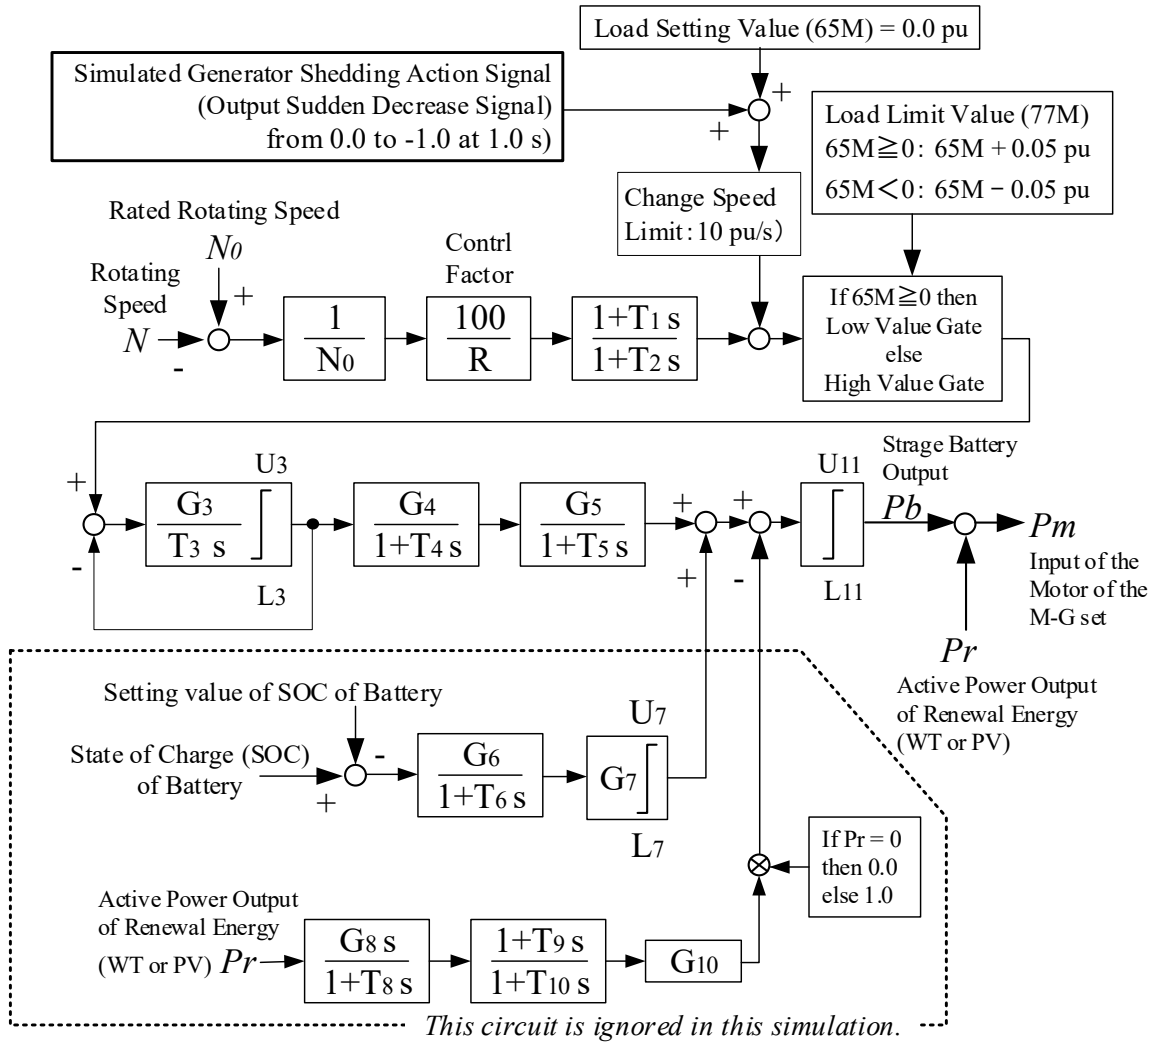 Load Setting Value (65M) = 0.0 pu
Simulated Generator Shedding Action Signal
(Output Sudden Decrease Signal)
from 0.0 to -1.0 at 1.0 s)
+
+
Load Limit Value (77M)
65M≧0: 65M + 0.05 pu
65M<0: 65M − 0.05 pu
Change Speed
Limit: 10 pu/s)
Rated Rotating Speed
N0
Rotating
Speed
N
+
-
1
N0
Contrl
Factor
100
R
1+T1 s
1+T2 s
If 65M≧0 then
Low Value Gate
else
High Value Gate
+
-
U3
G3
T3 s
L3
G4
1+T4 s
G5
1+T5 s
+
+
+
-
U11
L11
Strage Battery
Output
Pb
Pm
Input of the
Motor of the
M-G set
Pr
Active Power Output
of Renewal Energy
(WT or PV)
Setting value of SOC of Battery
State of Charge (SOC)
of Battery
-
+
G6
1+T6 s
U7
G7
L7
If Pr = 0
then 0.0
else 1.0
Active Power Output
of Renewal Energy
(WT or PV) Pr
G8 s
1+T8 s
1+T9 s
1+T10 s
G10
This circuit is ignored in this simulation.